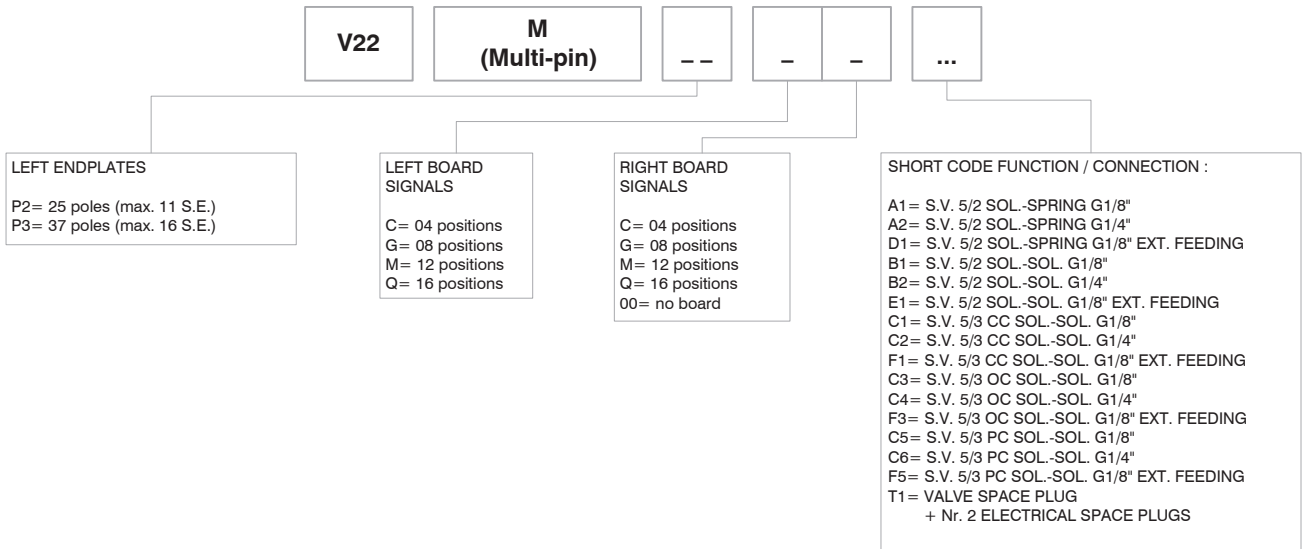 V22
M
(Multi-pin)
_ _
_
_
...
LEFT ENDPLATES
P2= 25 poles (max. 11 S.E.)
P3= 37 poles (max. 16 S.E.)
LEFT BOARD
SIGNALS
C= 04 positions
G= 08 positions
M= 12 positions
Q= 16 positions
RIGHT BOARD
SIGNALS
C= 04 positions
G= 08 positions
M= 12 positions
Q= 16 positions
00= no board
SHORT CODE FUNCTION / CONNECTION :
A1= S.V. 5/2 SOL.-SPRING G1/8"
A2= S.V. 5/2 SOL.-SPRING G1/4"
D1= S.V. 5/2 SOL.-SPRING G1/8" EXT. FEEDING
B1= S.V. 5/2 SOL.-SOL. G1/8"
B2= S.V. 5/2 SOL.-SOL. G1/4"
E1= S.V. 5/2 SOL.-SOL. G1/8" EXT. FEEDING
C1= S.V. 5/3 CC SOL.-SOL. G1/8"
C2= S.V. 5/3 CC SOL.-SOL. G1/4"
F1= S.V. 5/3 CC SOL.-SOL. G1/8" EXT. FEEDING
C3= S.V. 5/3 OC SOL.-SOL. G1/8"
C4= S.V. 5/3 OC SOL.-SOL. G1/4"
F3= S.V. 5/3 OC SOL.-SOL. G1/8" EXT. FEEDING
C5= S.V. 5/3 PC SOL.-SOL. G1/8"
C6= S.V. 5/3 PC SOL.-SOL. G1/4"
F5= S.V. 5/3 PC SOL.-SOL. G1/8" EXT. FEEDING
T1= VALVE SPACE PLUG
+ Nr. 2 ELECTRICAL SPACE PLUGS